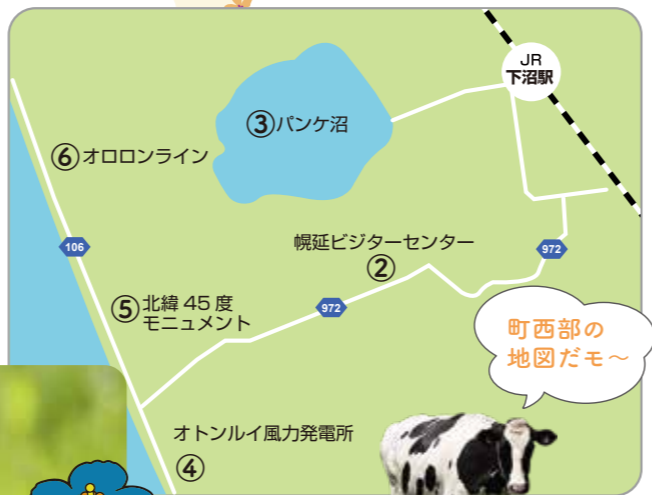 JR
下沼駅
③パンケ沼
⑥オロロンライン
106
幌延ビジターセンター
②
972
⑤北緯 45 度
モニュメント
972
町西部の
地図だモ～
オトンルイ風力発電所
④